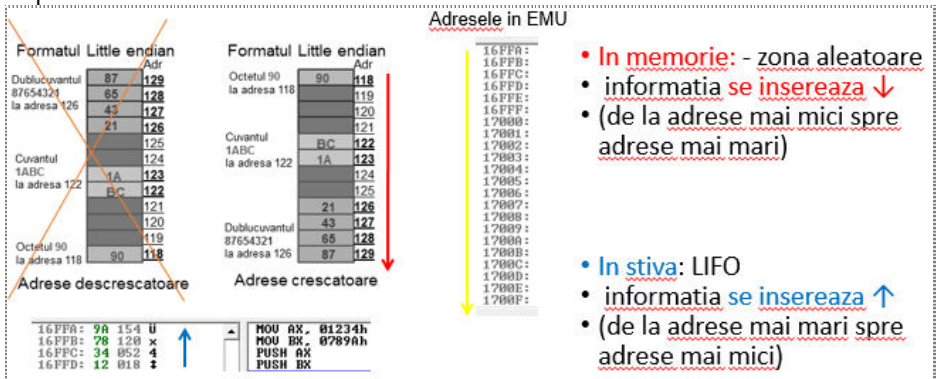 Adresele in EMU
Formatul Little endian
Adr
Dublucuvantul
87654321
la adresa 126
87 129
65 128
43 127
21 126
125
124
Cuvantul
1ABC
la adresa 122
1A 123
BC 122
121
120
119
Octetul 90
la adresa 118
90 118
Adrese descrescatoare
Formatul Little endian
Adr
Octetul 90
la adresa 118
90 118
119
120
121
Cuvantul
1ABC
la adresa 122
BC 122
1A 123
124
125
Dublucuvantul
87654321
la adresa 126
21 126
43 127
65 128
87 129
Adrese crescatoare
16FFA:
16FFB:
16FFC:
16FFD:
16FFE:
16FFF:
17000:
17001:
17002:
17003:
17004:
17005:
17006:
17007:
17008:
17009:
1700A:
1700B:
1700C:
1700D:
1700E:
1700F:
• In memorie: - zona aleatoare
• informatia se insereaza ↓
• (de la adrese mai mici spre
adrese mai mari)
• In stiva: LIFO
• informatia se insereaza ↑
• (de la adrese mai mari spre
adrese mai mici)
16FFA: 9A 154 Ü
16FFB: 78 120 x
16FFC: 34 052 4
16FFD: 12 018 ↕
MOV AX, 01234h
MOV BX, 0789Ah
PUSH AX
PUSH BX